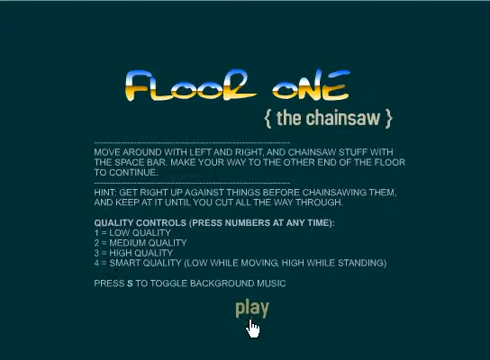 FLOOR ONE
{ the chainsaw }
MOVE AROUND WITH LEFT AND RIGHT, AND CHAINSAW STUFF WITH
THE SPACE BAR. MAKE YOUR WAY TO THE OTHER END OF THE FLOOR
TO CONTINUE.
HINT: GET RIGHT UP AGAINST THINGS BEFORE CHAINSAWING THEM,
AND KEEP AT IT UNTIL YOU CUT ALL THE WAY THROUGH.
QUALITY CONTROLS (PRESS NUMBERS AT ANY TIME):
1 = LOW QUALITY
2 = MEDIUM QUALITY
3 = HIGH QUALITY
4 = SMART QUALITY (LOW WHILE MOVING, HIGH WHILE STANDING)
PRESS S TO TOGGLE BACKGROUND MUSIC
play